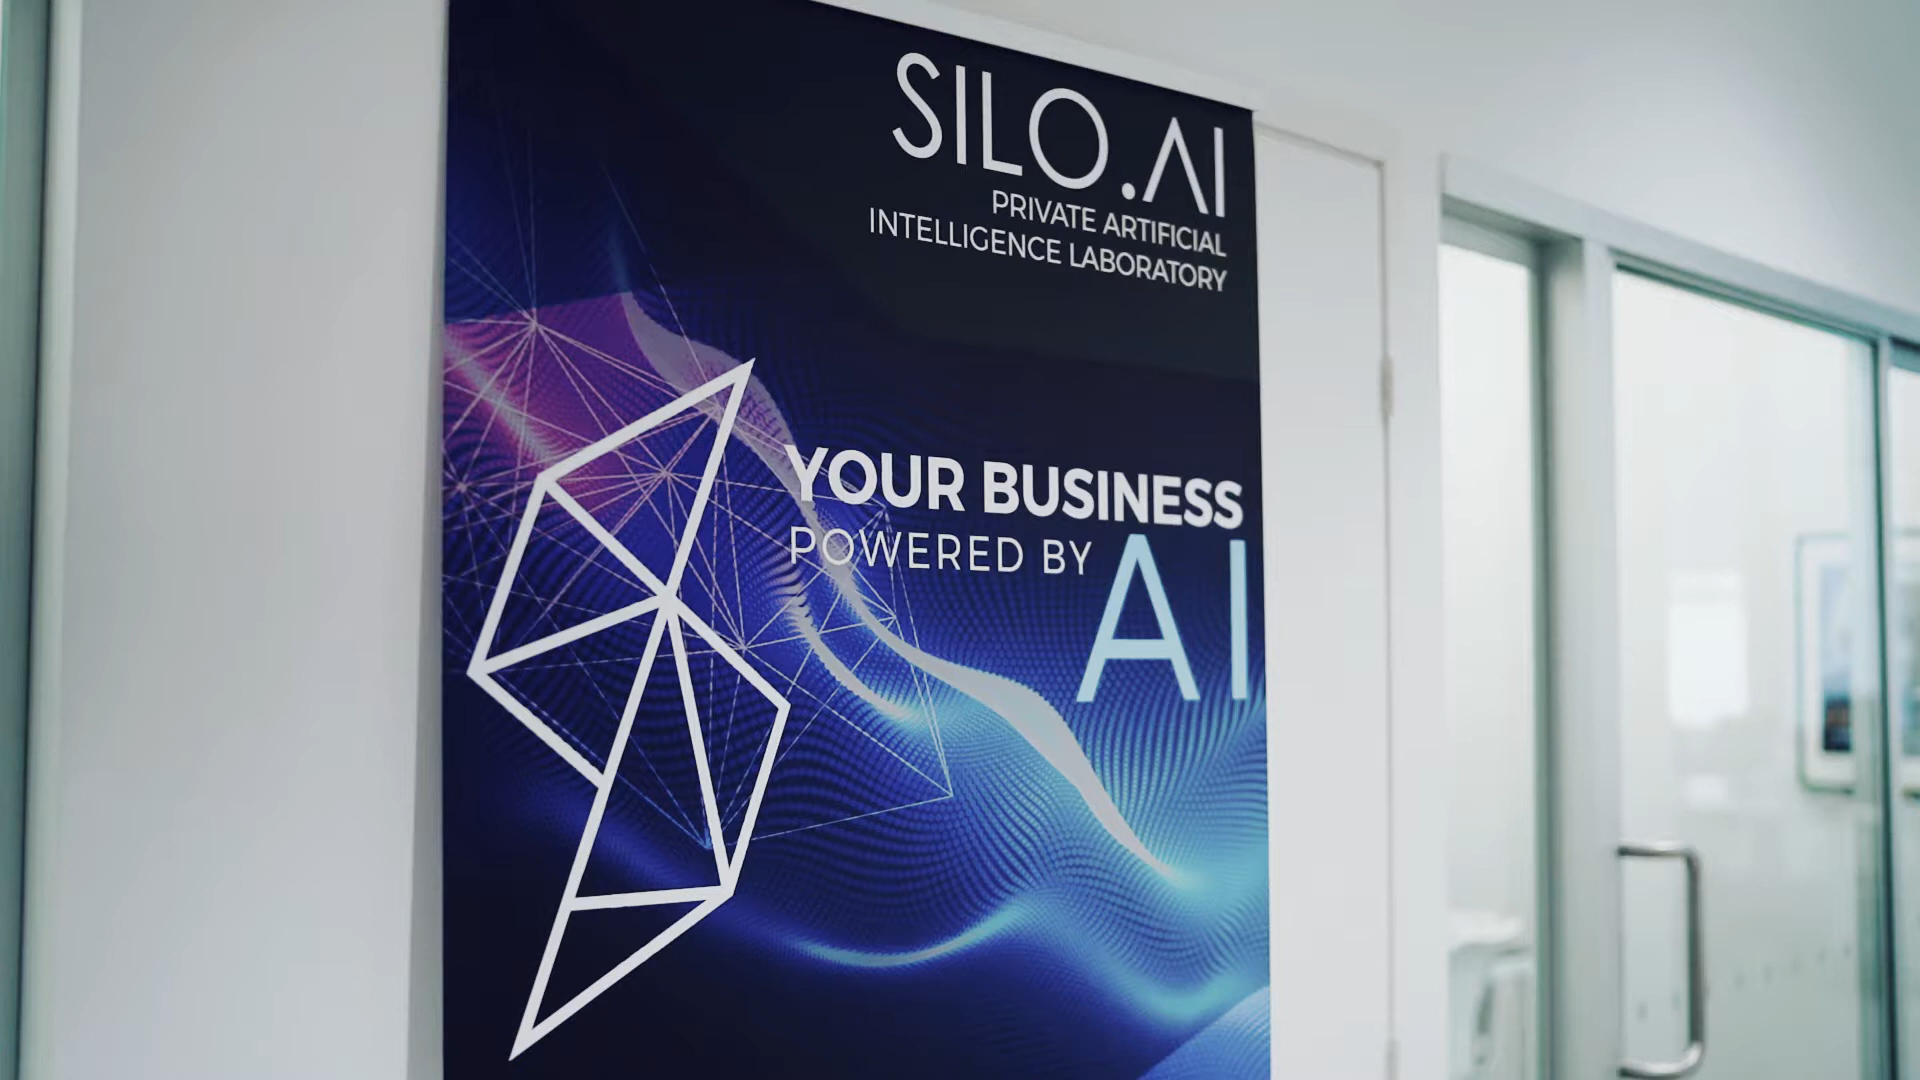 SILO.AI
PRIVATE ARTIFICIAL
INTELLIGENCE LABORATORY
YOUR BUSINESS
POWERED BY AI